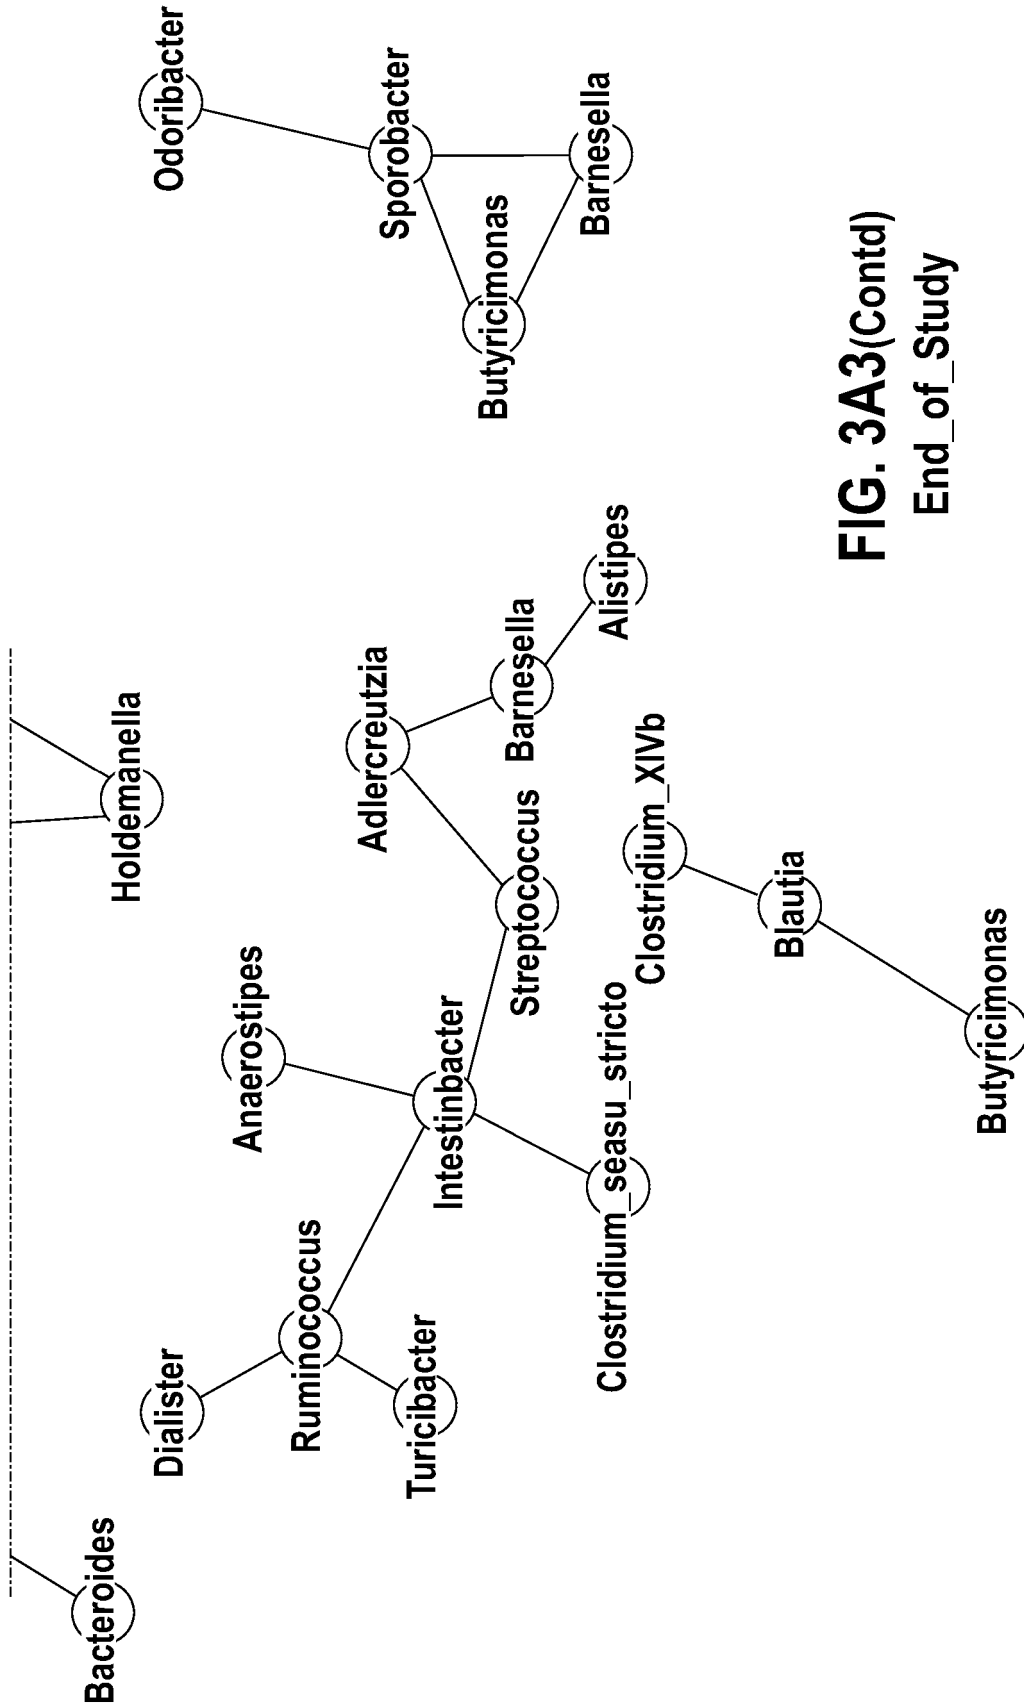 Bacteroides
Holdemanella
Dialister
Odoribacter
Anaerostipes
Ruminococcus
Adlercreutzia
Sporobacter
Turicibacter
Intestinbacter
Butyricimonas
Streptococcus
Barnesella
Barnesella
Clostridium_seasu_stricto
Alistipes
Clostridium_XIVb
Blautia
Butyricimonas
FIG. 3A3(Contd)
End_of_Study